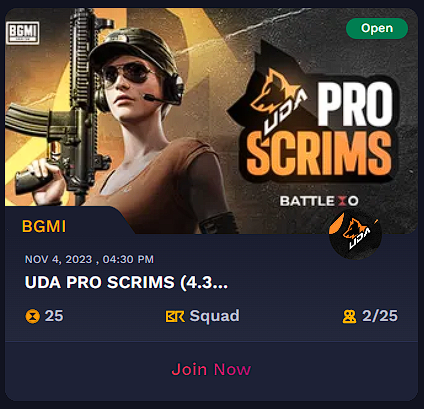 BGMI
Open
UDA
PRO
SCRIMS
BATTLE XO
BGMI
UDA
NOV 4, 2023 , 04:30 PM
UDA PRO SCRIMS (4.3...
25
Squad
2/25
Join Now